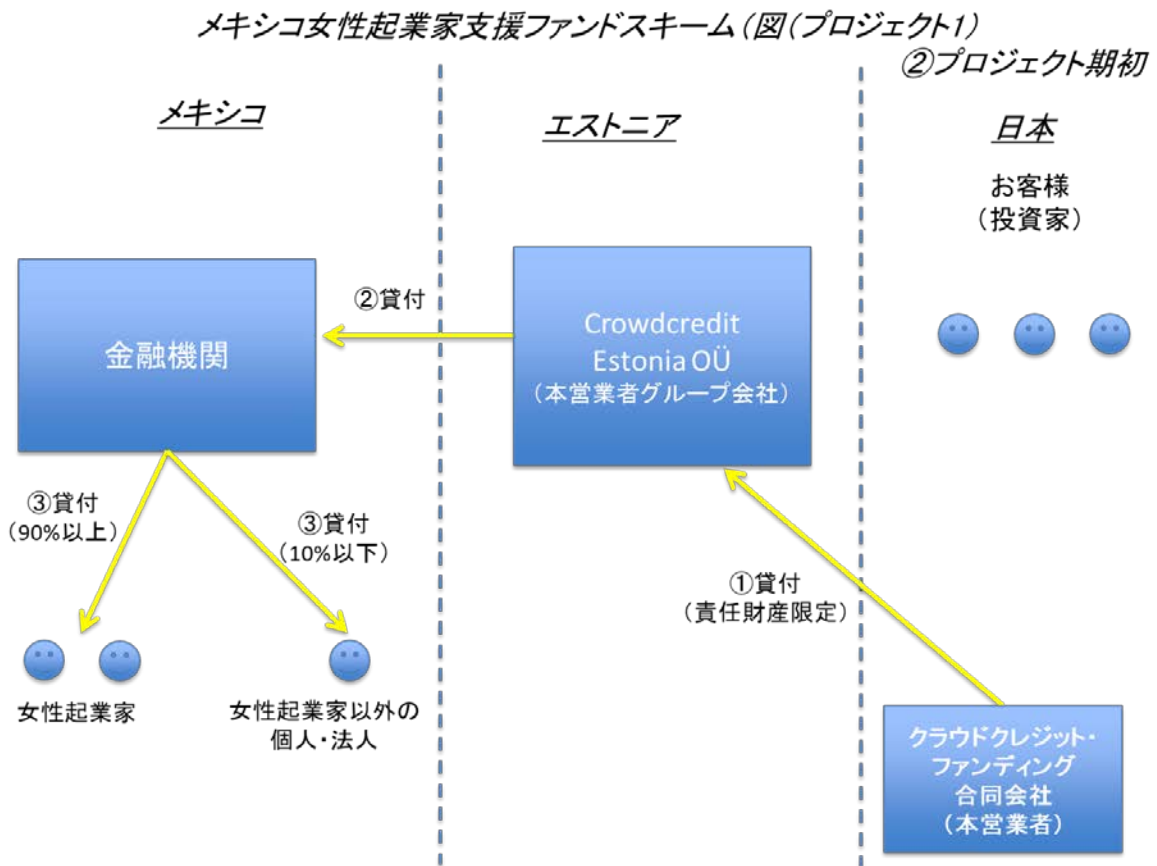 メキシコ女性起業家支援ファンドスキーム(図(プロジェクト1)
②プロジェクト期初
メキシコ
エストニア
日本
お客様
(投資家)
金融機関
②貸付
Crowdcredit
Estonia OÜ
(本営業者グループ会社)
③貸付
(90%以上)
③貸付
(10%以下)
①貸付
(責任財産限定)
女性起業家
女性起業家以外の
個人・法人
クラウドクレジット・
ファンディング
合同会社
(本営業者)